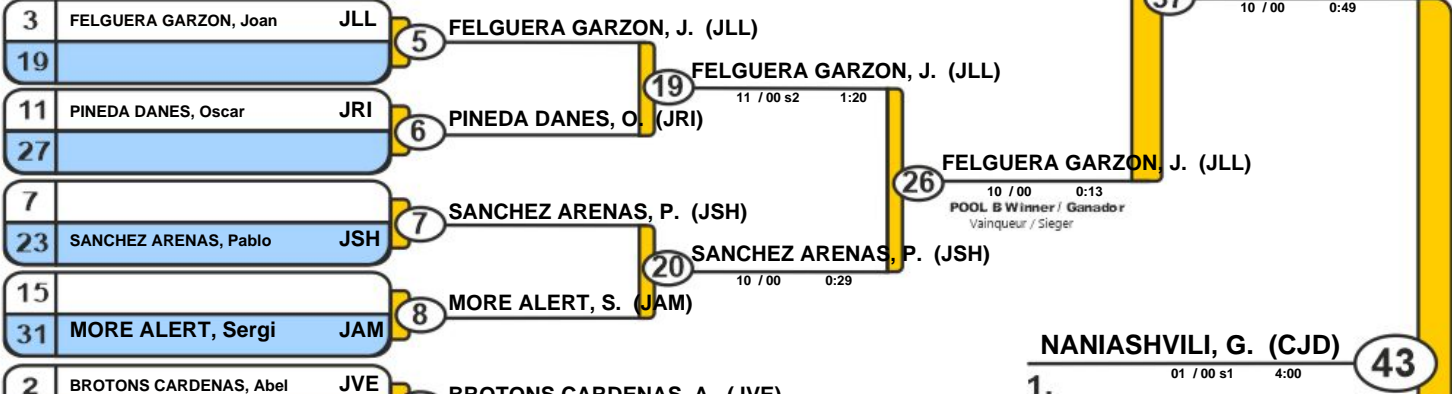 37
10 / 00 0:49
3 FELGUERA GARZON, Joan JLL
19
5
FELGUERA GARZON, J. (JLL)
19
FELGUERA GARZON, J. (JLL)
11 / 00 s2 1:20
11 PINEDA DANES, Oscar JRI
27
6
PINEDA DANES, O. (JRI)
26
FELGUERA GARZON, J. (JLL)
10 / 00 0:13
POOL B Winner / Ganador
Vainqueur / Sieger
7
23 SANCHEZ ARENAS, Pablo JSH
7
SANCHEZ ARENAS, P. (JSH)
20
SANCHEZ ARENAS, P. (JSH)
10 / 00 0:29
15
31 MORE ALERT, Sergi JAM
8
MORE ALERT, S. (JAM)
NANIASHVILI, G. (CJD)
43
01 / 00 s1 4:00
1.
2 BROTONS CARDENAS, Abel JVE
BROTONS CARDENAS, A. (JVE)